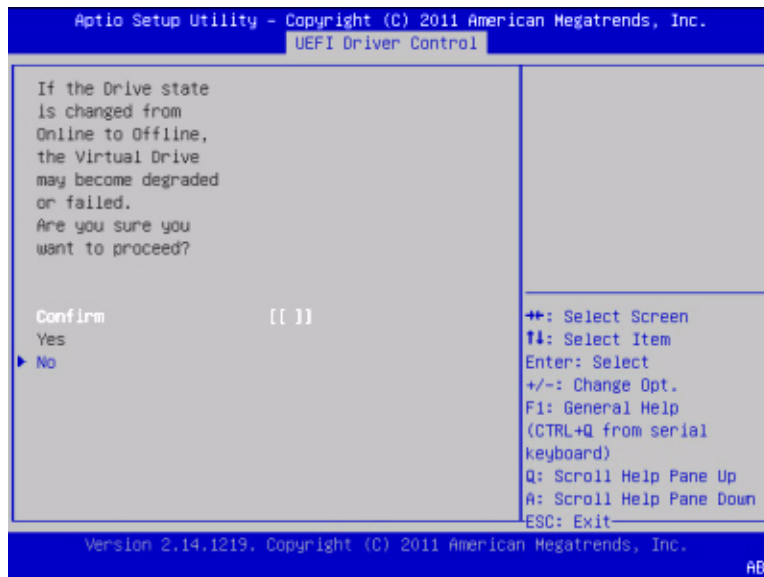 Aptio Setup Utility – Copyright (C) 2011 American Megatrends, Inc.
UEFI Driver Control
If the Drive state
is changed from
Online to Offline,
the Virtual Drive
may become degraded
or failed.
Are you sure you
want to proceed?
Confirm [[ ]]
Yes
No
→←: Select Screen
↑↓: Select Item
Enter: Select
+/-: Change Opt.
F1: General Help
(CTRL+Q from serial
keyboard)
Q: Scroll Help Pane Up
A: Scroll Help Pane Down
ESC: Exit
Version 2.14.1219. Copyright (C) 2011 American Megatrends, Inc.
AB